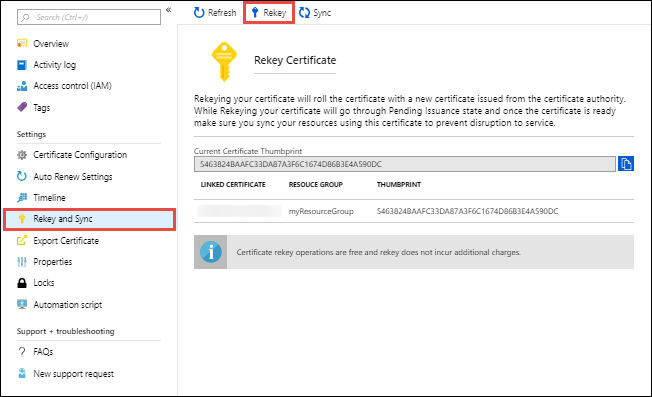 Search (Ctrl+/)
«
Overview
Activity log
Access control (IAM)
Tags
Settings
Certificate Configuration
Auto Renew Settings
Timeline
Rekey and Sync
Export Certificate
Properties
Locks
Automation script
Support + troubleshooting
FAQs
New support request
Refresh Rekey Sync
Rekey Certificate
Rekeying your certificate will roll the certificate with a new certificate issued from the certificate authority.
While Rekeying your certificate will go through Pending Issuance state and once the certificate is ready
make sure you sync your resources using this certificate to prevent disruption to service.
Current Certificate Thumbprint
5463824BAAFC33DA87A3F6C1674D86B3E4A590DC
LINKED CERTIFICATE RESOUCE GROUP THUMBPRINT
myResourceGroup 5463824BAAFC33DA87A3F6C1674D86B3E4A590DC
Certificate rekey operations are free and rekey does not incur additional charges.